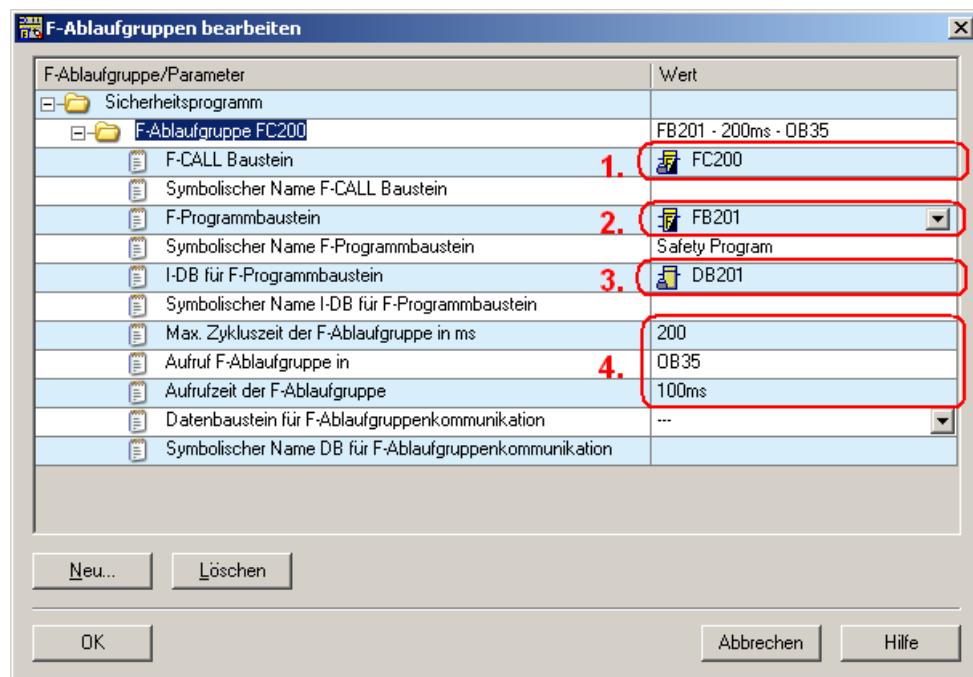 F-Ablaufgruppen bearbeiten
F-Ablaufgruppe/Parameter Wert
Sicherheitsprogramm
F-Ablaufgruppe FC200 FB201 - 200ms - OB35
F-CALL Baustein 1. FC200
Symbolischer Name F-CALL Baustein
F-Programmbaustein 2. FB201
Symbolischer Name F-Programmbaustein Safety Program
I-DB für F-Programmbaustein 3. DB201
Symbolischer Name I-DB für F-Programmbaustein
Max. Zykluszeit der F-Ablaufgruppe in ms 200
Aufruf F-Ablaufgruppe in 4. OB35
Aufrufzeit der F-Ablaufgruppe 100ms
Datenbaustein für F-Ablaufgruppenkommunikation ---
Symbolischer Name DB für F-Ablaufgruppenkommunikation
Neu... Löschen
OK Abbrechen Hilfe